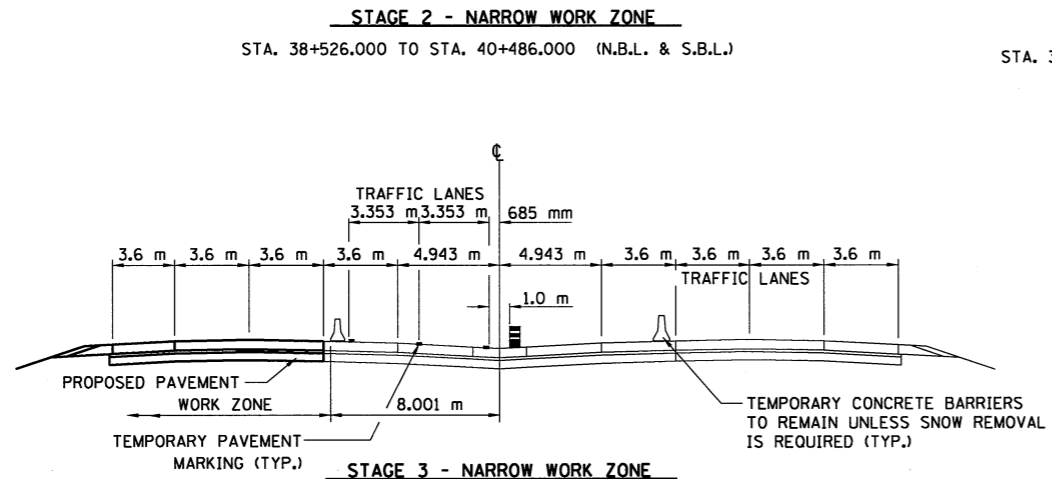 STAGE 2 - NARROW WORK ZONE
STA. 38+526.000 TO STA. 40+486.000 (N.B.L. & S.B.L.)
STA. 3
℄
TRAFFIC LANES
3.353 m 3.353 m 685 mm
3.6 m 3.6 m 3.6 m 3.6 m 4.943 m 4.943 m 3.6 m 3.6 m 3.6 m 3.6 m
TRAFFIC LANES
1.0 m
PROPOSED PAVEMENT
WORK ZONE
8.001 m
TEMPORARY PAVEMENT
MARKING (TYP.)
TEMPORARY CONCRETE BARRIERS
TO REMAIN UNLESS SNOW REMOVAL
IS REQUIRED (TYP.)
STAGE 3 - NARROW WORK ZONE